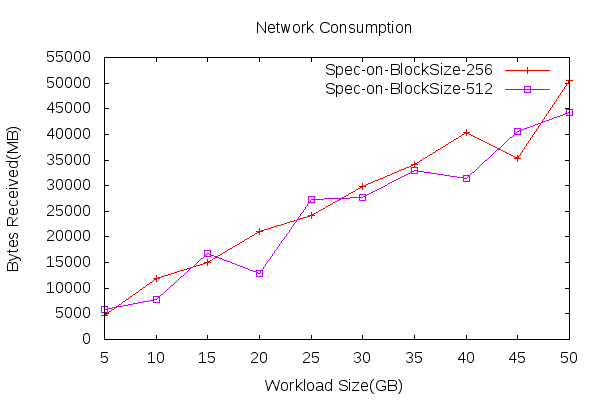 Network Consumption
55000
50000
45000
40000
35000
30000
25000
20000
15000
10000
5000
0
Bytes Received(MB)
Spec-on-BlockSize-256
Spec-on-BlockSize-512
5 10 15 20 25 30 35 40 45 50
Workload Size(GB)